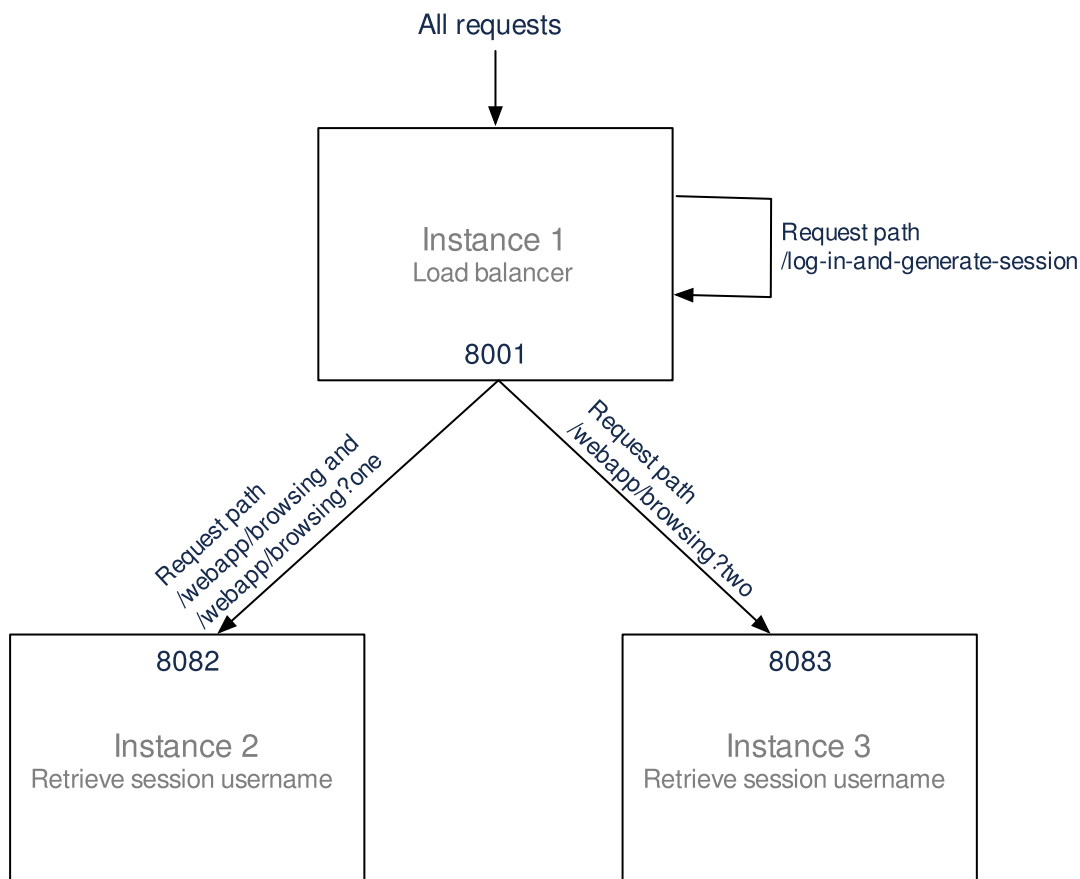 All requests
Instance 1
Load balancer
8001
Request path
/log-in-and-generate-session
Request path
/webapp/browsing and
/webapp/browsing?one
Request path
/webapp/browsing?two
8082
Instance 2
Retrieve session username
8083
Instance 3
Retrieve session username